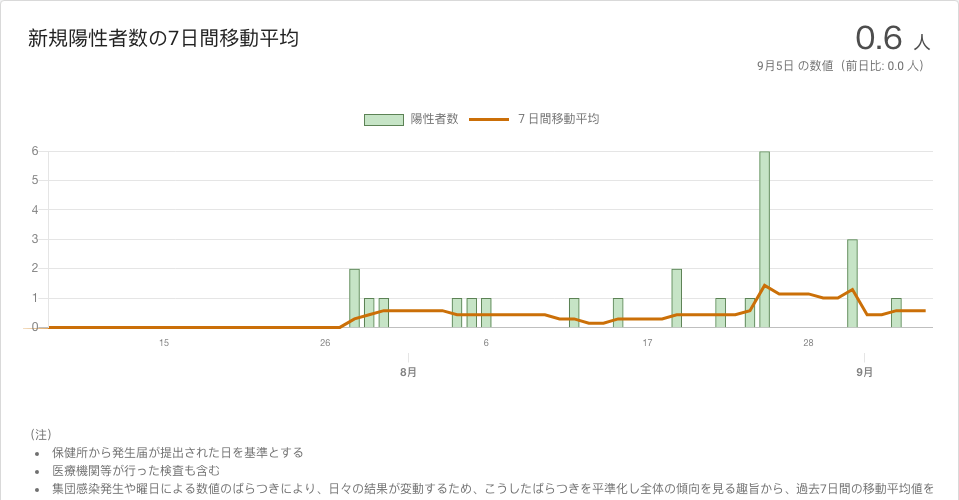 新規陽性者数の7日間移動平均
0.6 人
9月5日 の数値（前日比: 0.0 人）
陽性者数 7 日間移動平均
6
5
4
3
2
1
0
15 26 6 17 28
8月 9月
（注）
• 保健所から発生届が提出された日を基準とする
• 医療機関等が行った検査も含む
• 集団感染発生や曜日による数値のばらつきにより、日々の結果が変動するため、こうしたばらつきを平準化し全体の傾向を見る趣旨から、過去7日間の移動平均値を